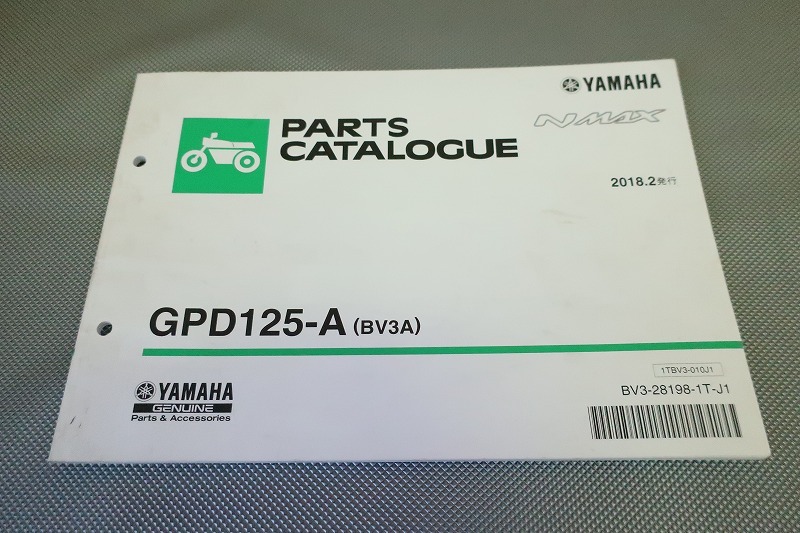 YAMAHA
NMAX
PARTS
CATALOGUE
2018.2発行
GPD125-A (BV3A)
1TBV3-010J1
BV3-28198-1T-J1
YAMAHA
GENUINE
Parts & Accessories